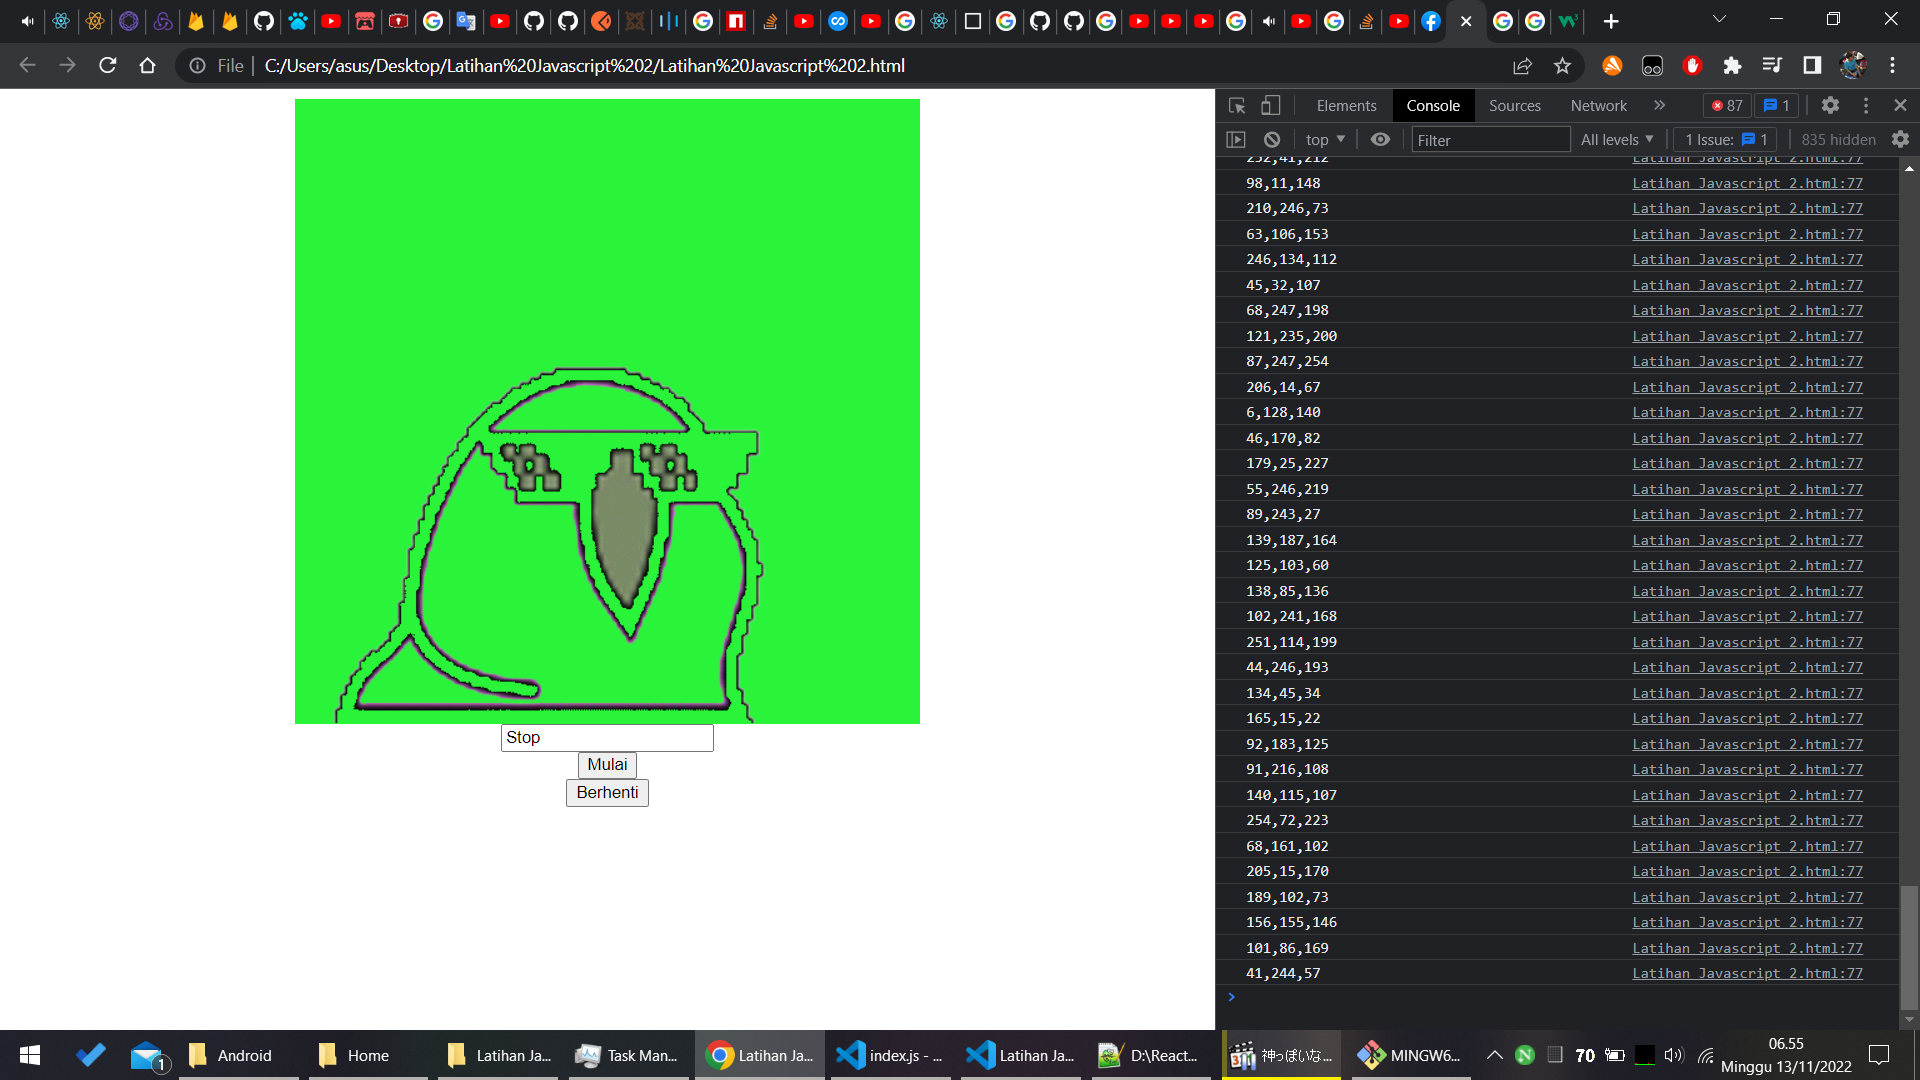 File
C:/Users/asus/Desktop/Latihan%20Javascript%202/Latihan%20Javascript%202.html
Elements Console Sources Network 87 1
top Filter All levels 1 Issue: 1 835 hidden
252,41,212 Latihan Javascript 2.html:77
98,11,148 Latihan Javascript 2.html:77
210,246,73 Latihan Javascript 2.html:77
63,106,153 Latihan Javascript 2.html:77
246,134,112 Latihan Javascript 2.html:77
45,32,107 Latihan Javascript 2.html:77
68,247,198 Latihan Javascript 2.html:77
121,235,200 Latihan Javascript 2.html:77
87,247,254 Latihan Javascript 2.html:77
206,14,67 Latihan Javascript 2.html:77
6,128,140 Latihan Javascript 2.html:77
46,170,82 Latihan Javascript 2.html:77
179,25,227 Latihan Javascript 2.html:77
55,246,219 Latihan Javascript 2.html:77
89,243,27 Latihan Javascript 2.html:77
139,187,164 Latihan Javascript 2.html:77
125,103,60 Latihan Javascript 2.html:77
138,85,136 Latihan Javascript 2.html:77
102,241,168 Latihan Javascript 2.html:77
251,114,199 Latihan Javascript 2.html:77
44,246,193 Latihan Javascript 2.html:77
134,45,34 Latihan Javascript 2.html:77
165,15,22 Latihan Javascript 2.html:77
92,183,125 Latihan Javascript 2.html:77
91,216,108 Latihan Javascript 2.html:77
140,115,107 Latihan Javascript 2.html:77
254,72,223 Latihan Javascript 2.html:77
68,161,102 Latihan Javascript 2.html:77
205,15,170 Latihan Javascript 2.html:77
189,102,73 Latihan Javascript 2.html:77
156,155,146 Latihan Javascript 2.html:77
101,86,169 Latihan Javascript 2.html:77
41,244,57 Latihan Javascript 2.html:77
Stop
Mulai
Berhenti
1 Android Home Latihan Ja... Task Man... Latihan Ja... index.js - ... Latihan Ja... D:\React... 神っぽいな... MINGW6... 70
06.55
Minggu 13/11/2022